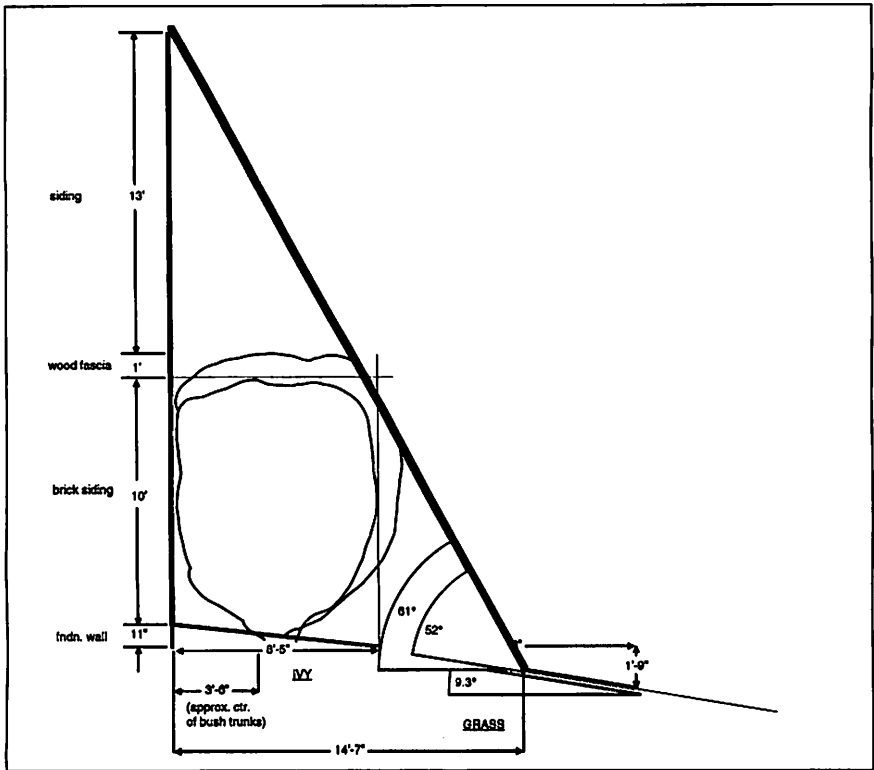 siding
13'
wood fascia
1'
brick siding
10'
61°
52°
fndn. wall
11"
8'-5"
1'-9"
IVY
9.3°
3'-6"
(approx. ctr.
of bush trunks)
GRASS
14'-7"